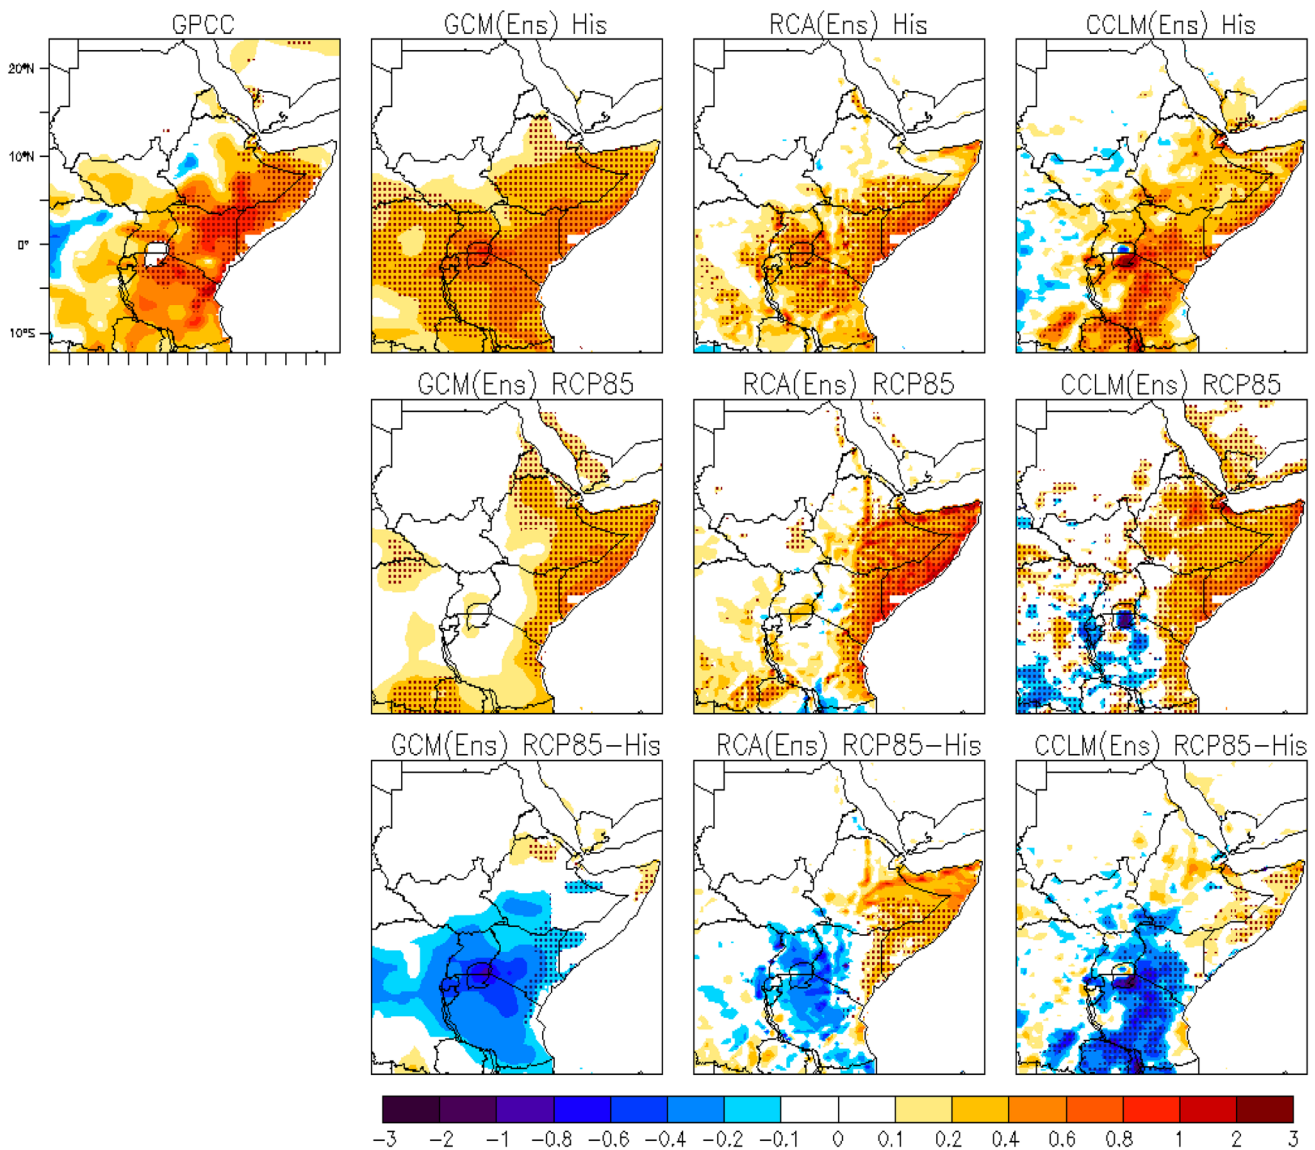 GPCC
GCM(Ens) His
RCA(Ens) His
CCLM(Ens) His
20°N
10°N
0°
10°S
GCM(Ens) RCP85
RCA(Ens) RCP85
CCLM(Ens) RCP85
GCM(Ens) RCP85-His
RCA(Ens) RCP85-His
CCLM(Ens) RCP85-His
-3 -1 -0.8 -0.6 -0.4 -0.2 -0.1 0 0.1 0.2 0.4 0.6 0.8 1 2 3